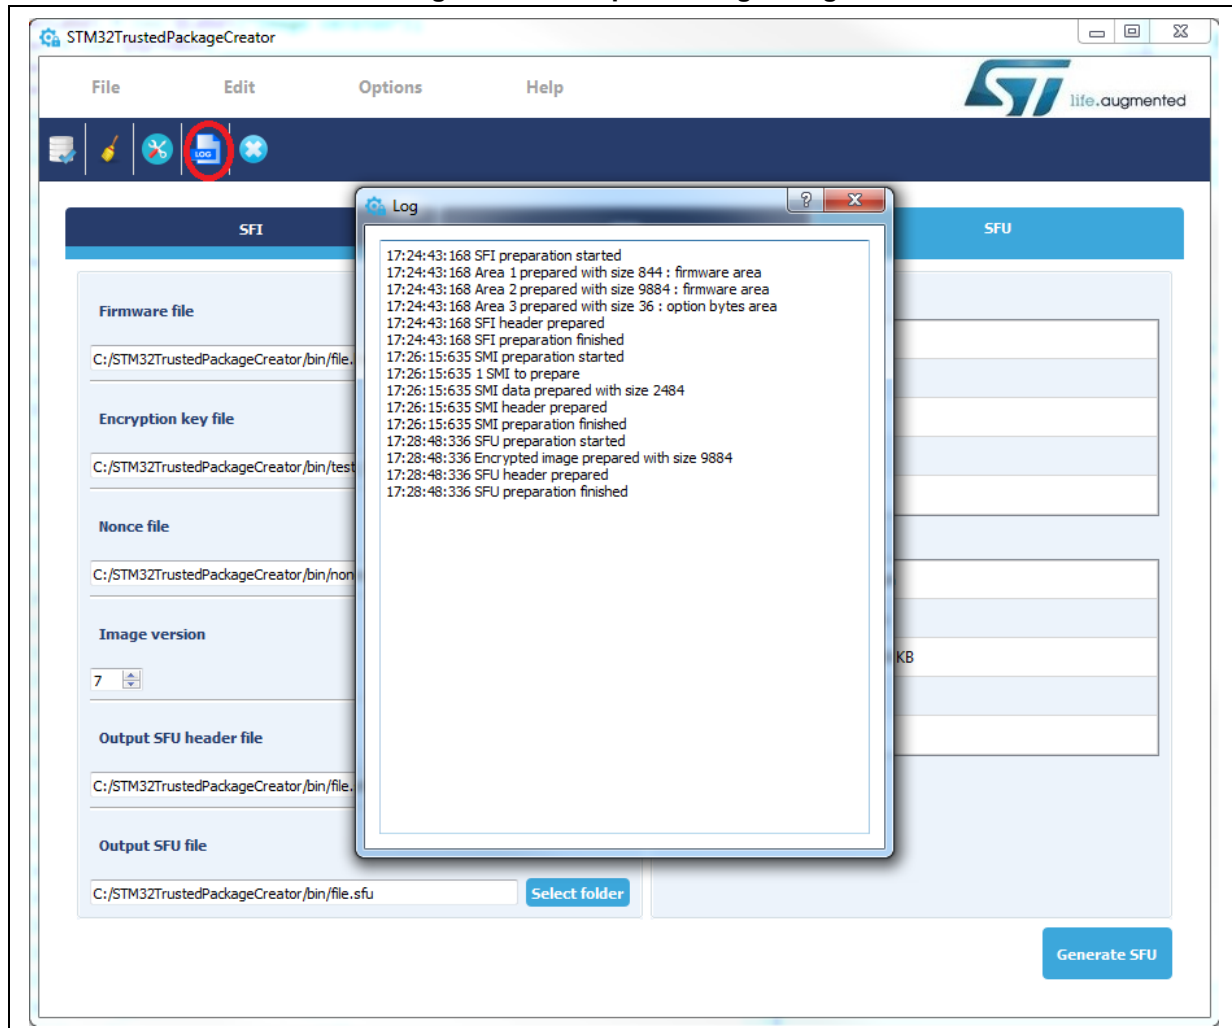 STM32TrustedPackageCreator
File Edit Options Help
life.augmented
LOG
SFI SFU
Log
17:24:43:168 SFI preparation started
17:24:43:168 Area 1 prepared with size 844 : firmware area
17:24:43:168 Area 2 prepared with size 9884 : firmware area
17:24:43:168 Area 3 prepared with size 36 : option bytes area
17:24:43:168 SFI header prepared
17:24:43:168 SFI preparation finished
17:26:15:635 SMI preparation started
17:26:15:635 1 SMI to prepare
17:26:15:635 SMI data prepared with size 2484
17:26:15:635 SMI header prepared
17:26:15:635 SMI preparation finished
17:28:48:336 SFU preparation started
17:28:48:336 Encrypted image prepared with size 9884
17:28:48:336 SFU header prepared
17:28:48:336 SFU preparation finished
Firmware file
C:/STM32TrustedPackageCreator/bin/file.
Encryption key file
C:/STM32TrustedPackageCreator/bin/test
Nonce file
C:/STM32TrustedPackageCreator/bin/non
Image version
7
KB
Output SFU header file
C:/STM32TrustedPackageCreator/bin/file.
Output SFU file
C:/STM32TrustedPackageCreator/bin/file.sfu
Select folder
Generate SFU